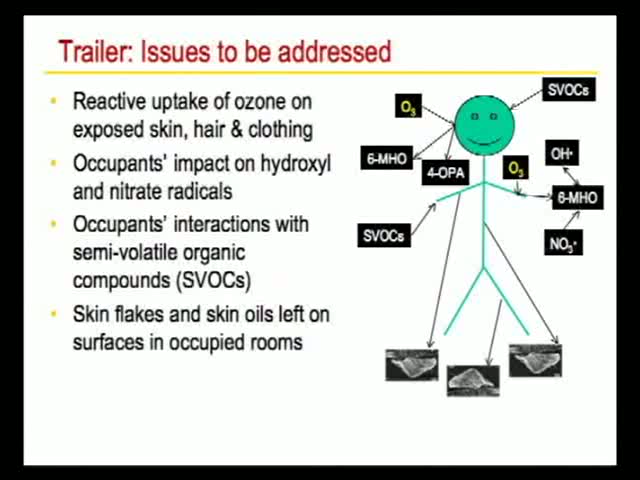 Trailer: Issues to be addressed
• Reactive uptake of ozone on
exposed skin, hair & clothing
• Occupants' impact on hydroxyl
and nitrate radicals
• Occupants' interactions with
semi-volatile organic
compounds (SVOCs)
• Skin flakes and skin oils left on
surfaces in occupied rooms
SVOCs
O₃
6-MHO
4-OPA
O₃
OH•
6-MHO
SVOCs
NO₃•